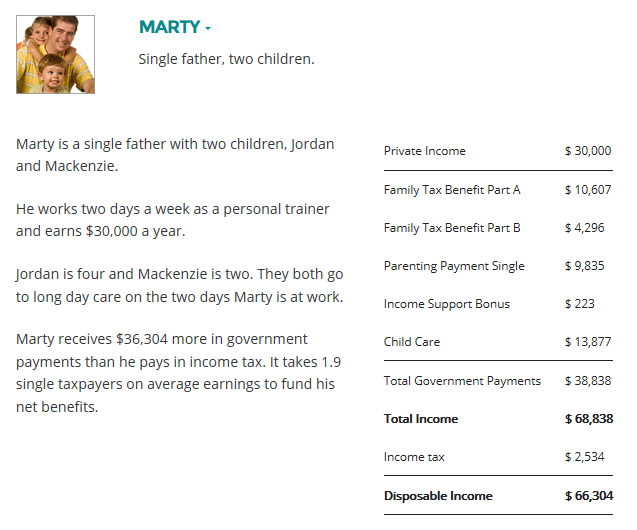 MARTY -
Single father, two children.
Marty is a single father with two children, Jordan
and Mackenzie.
He works two days a week as a personal trainer
and earns $30,000 a year.
Jordan is four and Mackenzie is two. They both go
to long day care on the two days Marty is at work.
Marty receives $36,304 more in government
payments than he pays in income tax. It takes 1.9
single taxpayers on average earnings to fund his
net benefits.
Private Income $ 30,000
Family Tax Benefit Part A $ 10,607
Family Tax Benefit Part B $ 4,296
Parenting Payment Single $ 9,835
Income Support Bonus $ 223
Child Care $ 13,877
Total Government Payments $ 38,838
Total Income $ 68,838
Income tax $ 2,534
Disposable Income $ 66,304